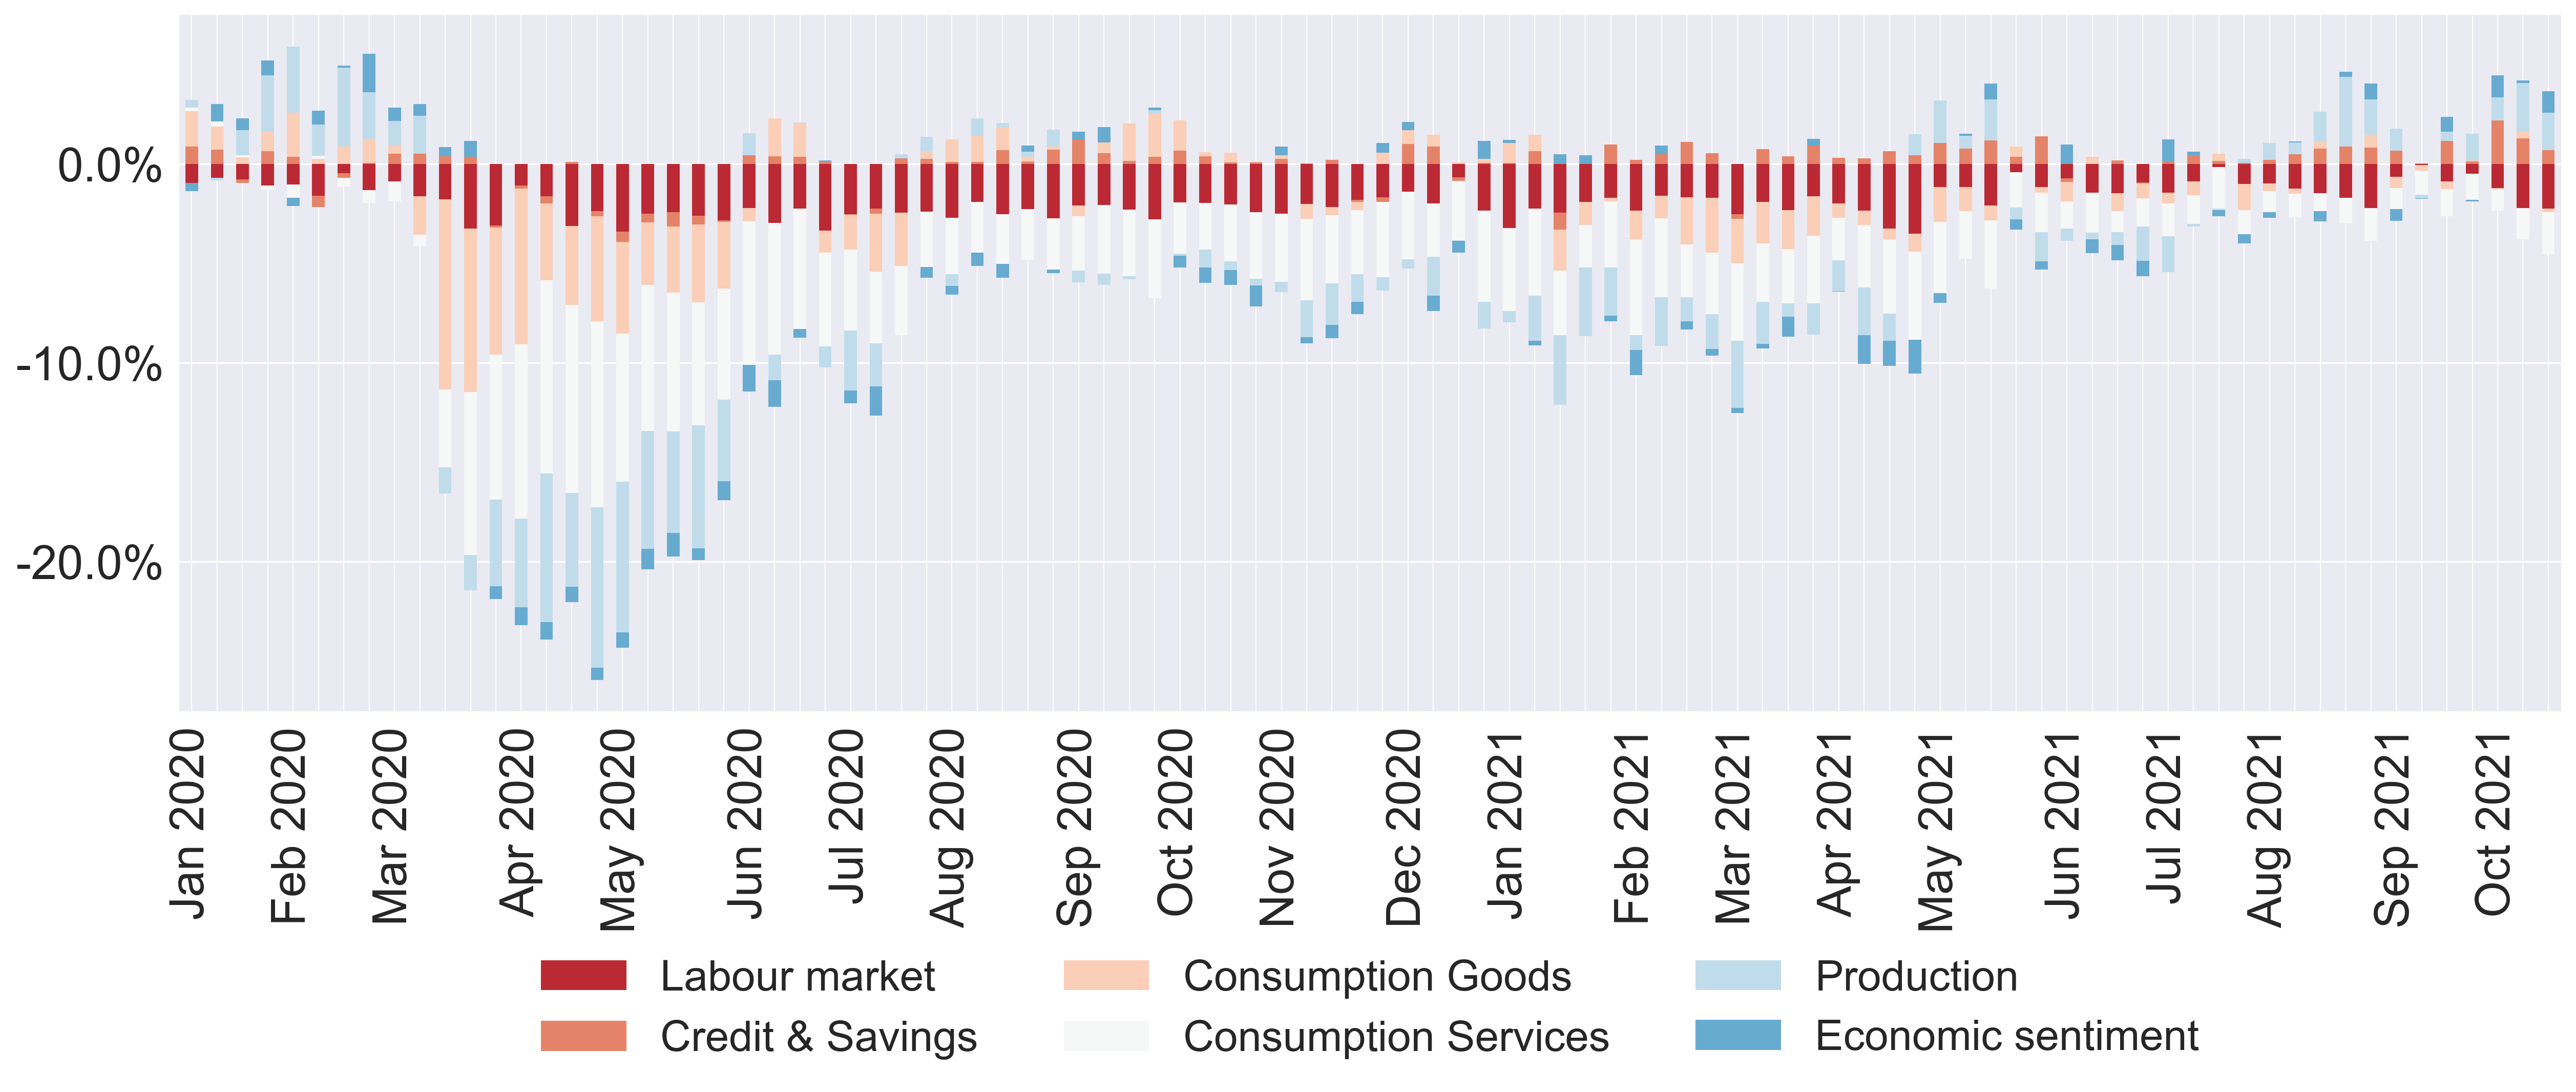 0.0%
-10.0%
-20.0%
Jan 2020
Feb 2020
Mar 2020
Apr 2020
May 2020
Jun 2020
Jul 2020
Aug 2020
Sep 2020
Oct 2020
Nov 2020
Dec 2020
Jan 2021
Feb 2021
Mar 2021
Apr 2021
May 2021
Jun 2021
Jul 2021
Aug 2021
Sep 2021
Oct 2021
Labour market
Consumption Goods
Production
Credit & Savings
Consumption Services
Economic sentiment